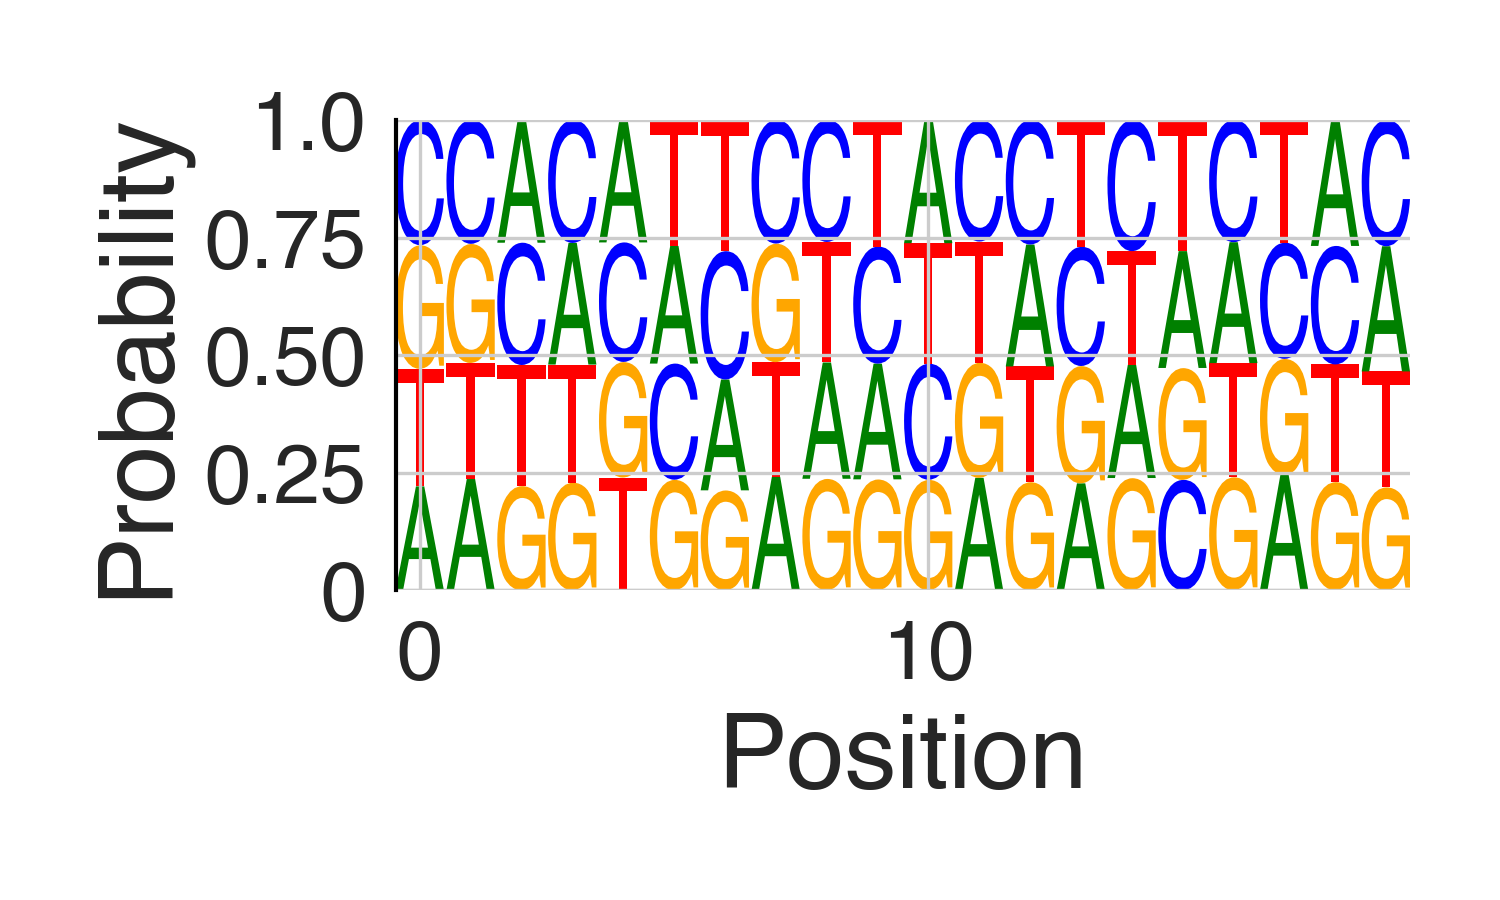 1.0
0.75
0.50
0.25
0
Probability
CCACATTCCTACCTCTCTAC
GGCACACGTCTTACTAACCA
TTTTGCATAACGTGAGTGTT
AAGGTGGAGGGAGAGCGAGG
0 10
Position